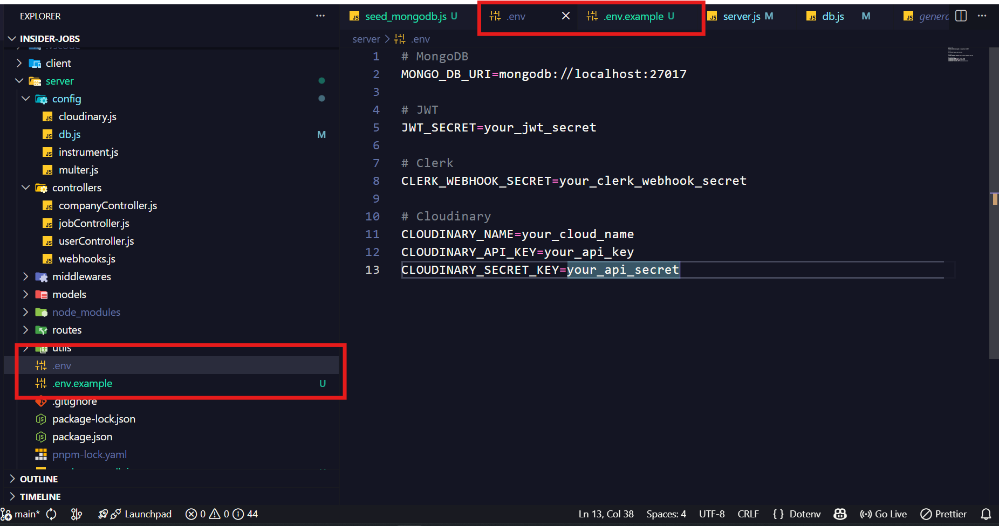 EXPLORER
INSIDER-JOBS
.vscode
client
server
config
cloudinary.js
db.js M
instrument.js
multer.js
controllers
companyController.js
jobController.js
userController.js
webhooks.js
middlewares
models
node_modules
routes
utils
.env
.env.example U
.gitignore
package-lock.json
package.json
pnpm-lock.yaml
OUTLINE
TIMELINE
seed_mongodb.js U
.env
.env.example U
server.js M
db.js M
server > .env
1 # MongoDB
2 MONGO_DB_URI=mongodb://localhost:27017
3
4 # JWT
5 JWT_SECRET=your_jwt_secret
6
7 # Clerk
8 CLERK_WEBHOOK_SECRET=your_clerk_webhook_secret
9
10 # Cloudinary
11 CLOUDINARY_NAME=your_cloud_name
12 CLOUDINARY_API_KEY=your_api_key
13 CLOUDINARY_SECRET_KEY=your_api_secret
main* Launchpad 0 0 44 Ln 13, Col 38 Spaces: 4 UTF-8 CRLF { } Dotenv Go Live Prettier